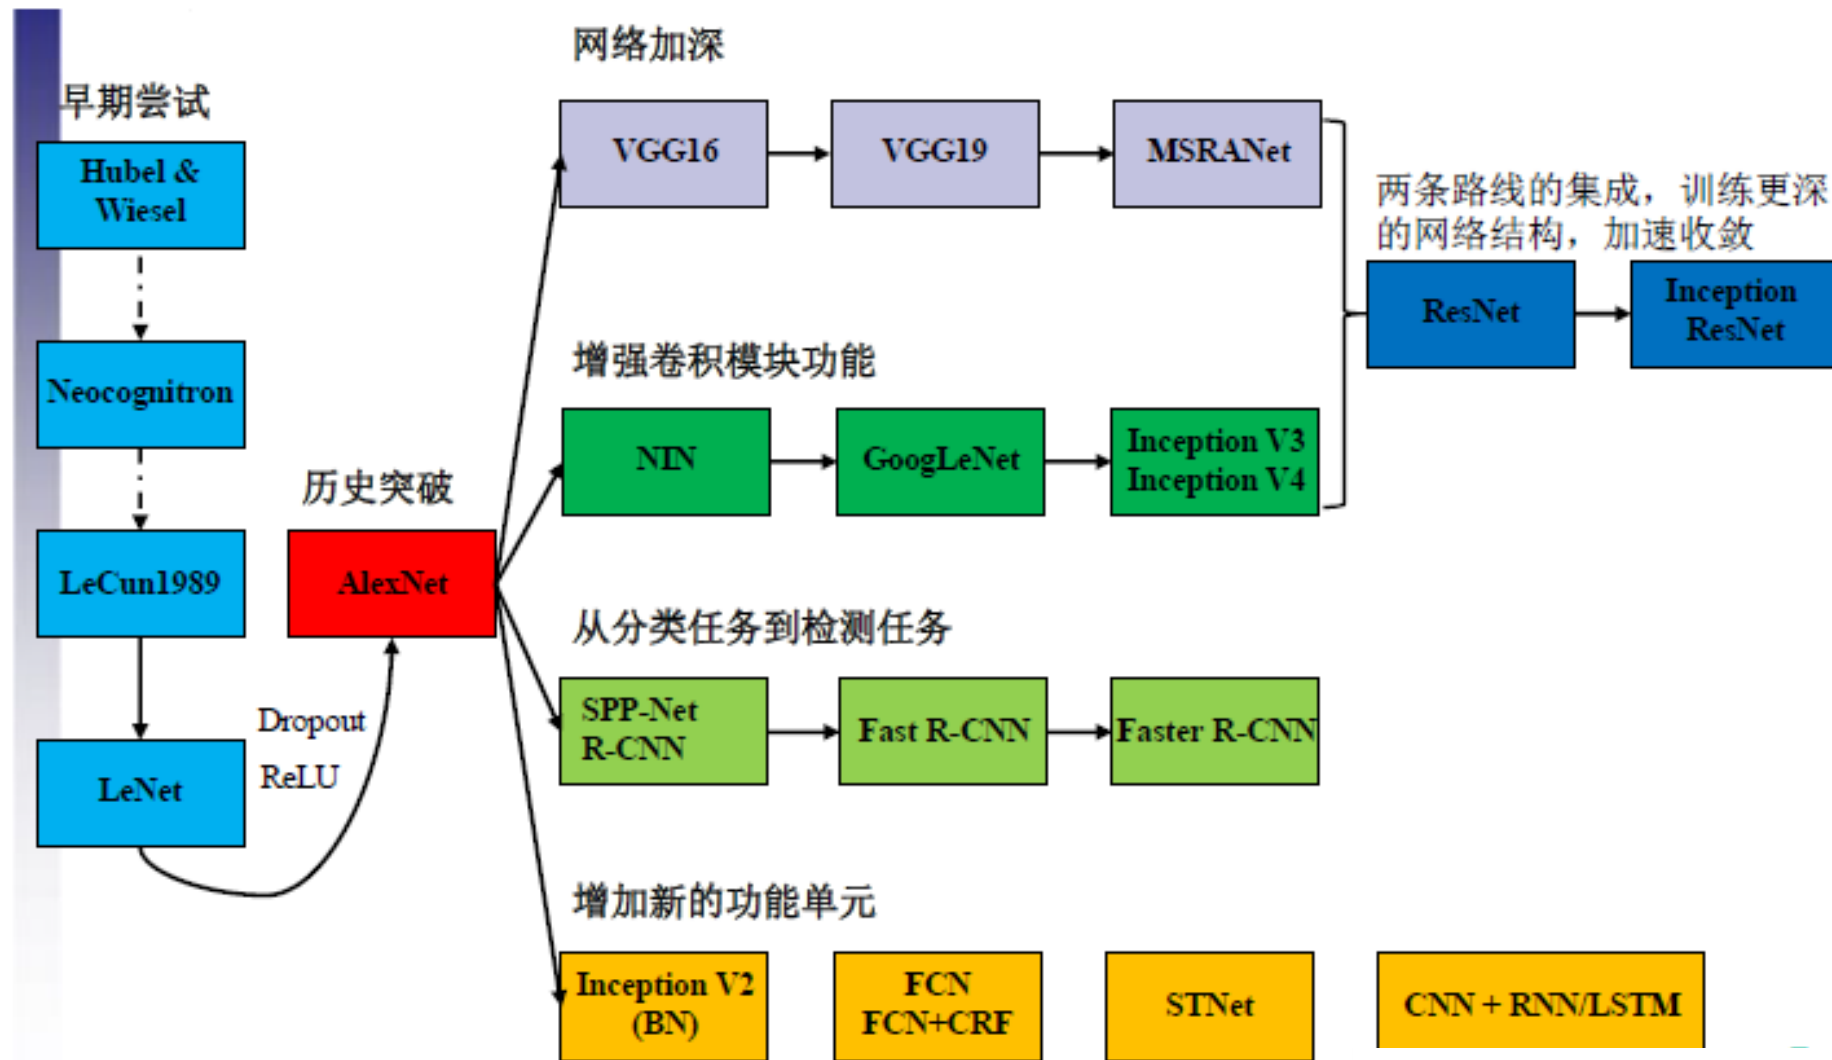 早期尝试
Hubel &
Wiesel
Neocognitron
LeCun1989
LeNet
Dropout
ReLU
历史突破
AlexNet
网络加深
VGG16
VGG19
MSRANet
增强卷积模块功能
NIN
GoogLeNet
Inception V3
Inception V4
两条路线的集成，训练更深
的网络结构，加速收敛
ResNet
Inception
ResNet
从分类任务到检测任务
SPP-Net
R-CNN
Fast R-CNN
Faster R-CNN
增加新的功能单元
Inception V2
(BN)
FCN
FCN+CRF
STNet
CNN + RNN/LSTM